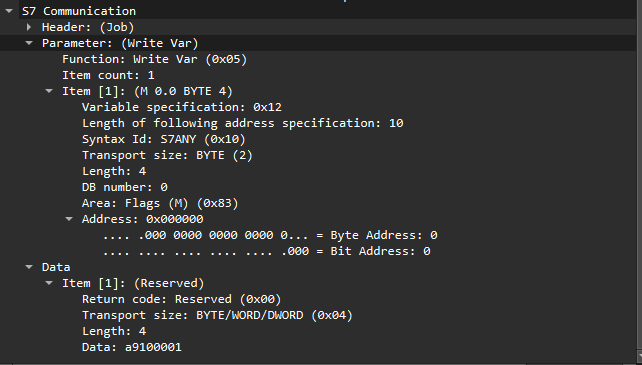 S7 Communication
Header: (Job)
Parameter: (Write Var)
Function: Write Var (0x05)
Item count: 1
Item [1]: (M 0.0 BYTE 4)
Variable specification: 0x12
Length of following address specification: 10
Syntax Id: S7ANY (0x10)
Transport size: BYTE (2)
Length: 4
DB number: 0
Area: Flags (M) (0x83)
Address: 0x000000
.... .000 0000 0000 0000 0... = Byte Address: 0
.... .... .... .... .... .000 = Bit Address: 0
Data
Item [1]: (Reserved)
Return code: Reserved (0x00)
Transport size: BYTE/WORD/DWORD (0x04)
Length: 4
Data: a9100001